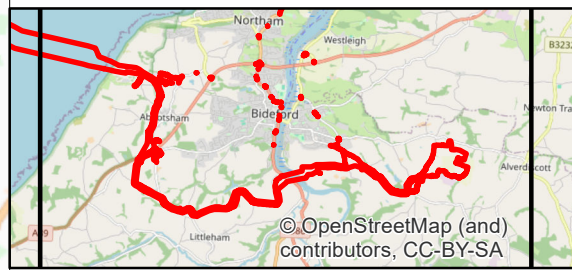 Northam
Westleigh
B3232
Newton Tra
Abbotsham
Bideford
Alverdiscott
A39
Littleham
© OpenStreetMap (and)
contributors, CC-BY-SA